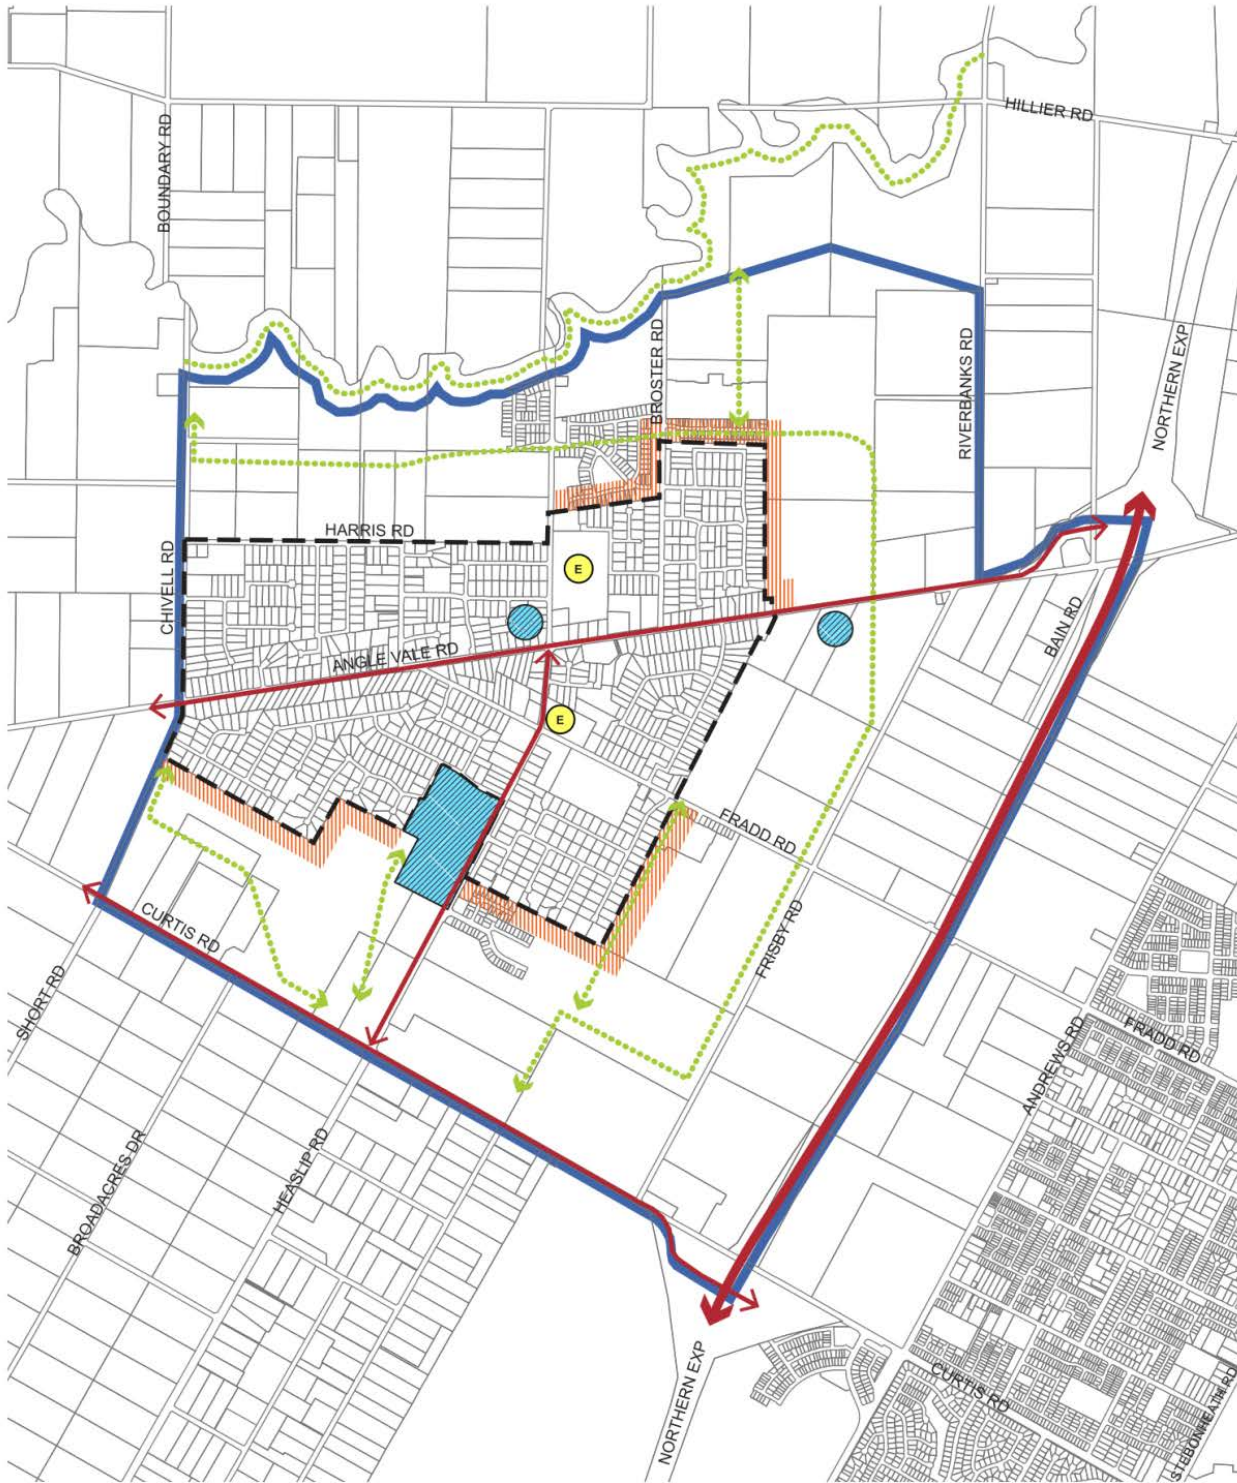 HILLIER RD
BOUNDARY RD
NORTHERN EXP
BROSTER RD
RIVERBANKS RD
HARRIS RD
CHIVELL RD
E
ANGLE VALE RD
BAIN RD
E
FRADD RD
CURTIS RD
FRISBY RD
SHORT RD
ANDREWS RD
FRADD RD
BROADACRES DR
HEASLIP RD
NORTHERN EXP
CURTIS RD
STEBONHEATH RD